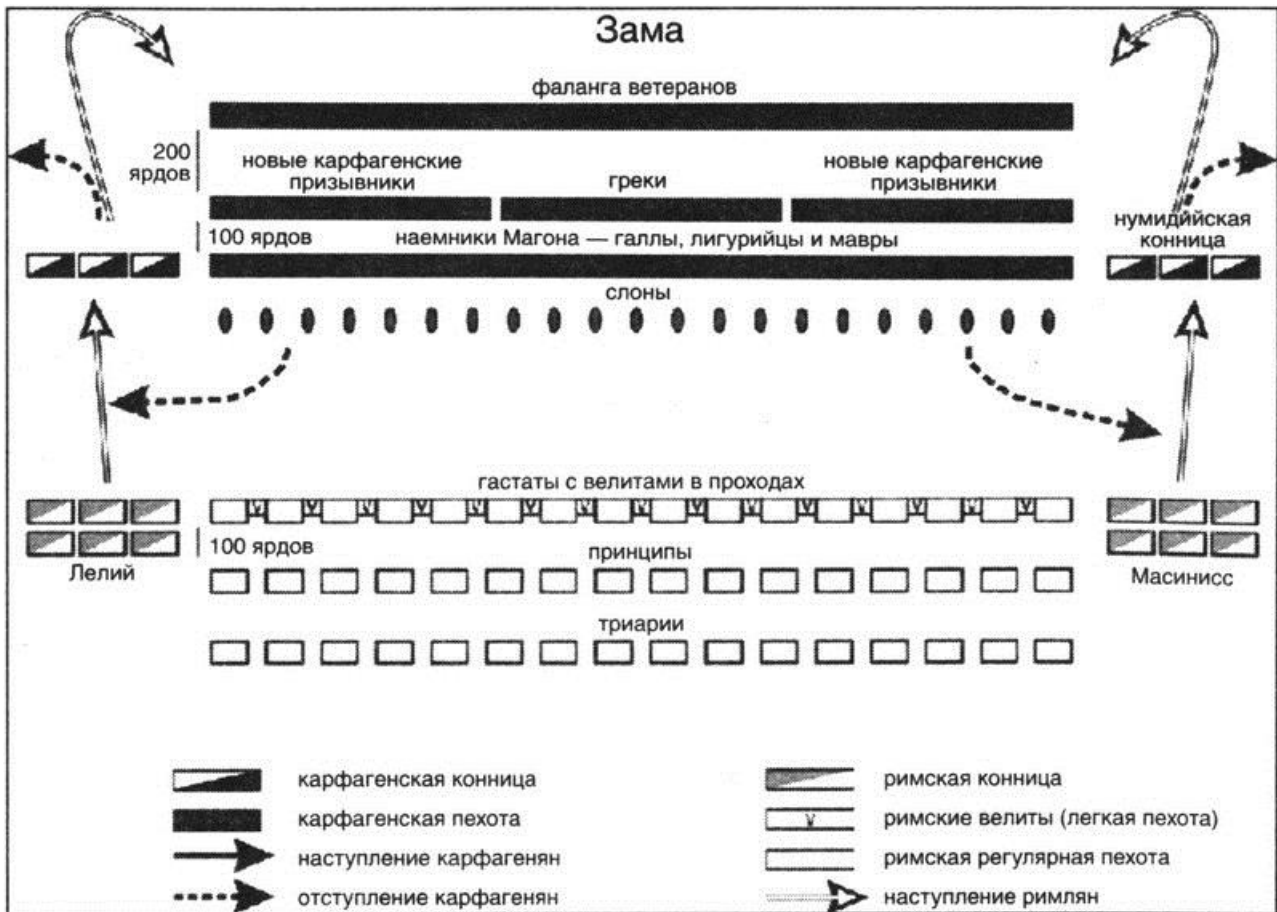 Зама
фаланга ветеранов
200
ярдов
новые карфагенские
призывники
греки
новые карфагенские
призывники
100 ярдов
наемники Магона — галлы, лигурийцы и мавры
нумидийская
конница
слоны
гастаты с велитами в проходах
100 ярдов
Лелий
принципы
Масинисс
триарии
карфагенская конница
карфагенская пехота
наступление карфагенян
отступление карфагенян
римская конница
римские велиты (легкая пехота)
римская регулярная пехота
наступление римлян